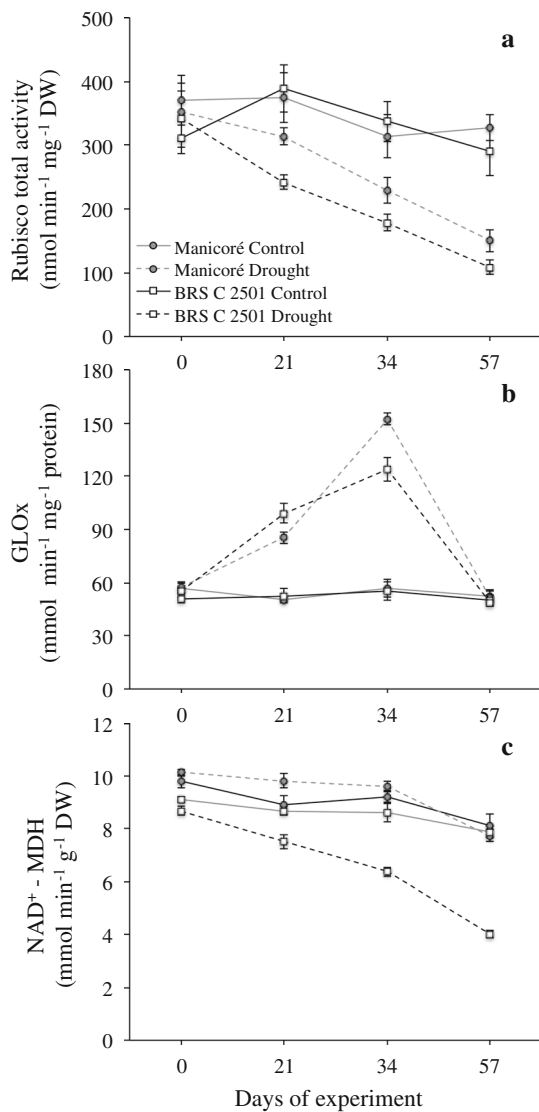 a
Rubisco total activity
(nmol min⁻¹ mg⁻¹ DW)
500
400
300
200
100
0
Manicoré Control
Manicoré Drought
BRS C 2501 Control
BRS C 2501 Drought
0 21 34 57
b
GLOx
(mmol min⁻¹ mg⁻¹ protein)
180
150
120
90
60
30
0
0 21 34 57
c
NAD⁺ - MDH
(mmol min⁻¹ g⁻¹ DW)
12
10
8
6
4
2
0
0 21 34 57
Days of experiment